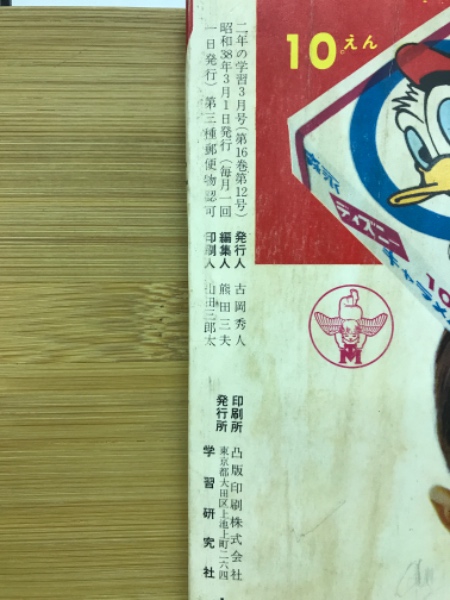 二年の学習3月号(第16巻第12号)
昭和38年3月1日発行(毎月一回
一日発行)第三種郵便物認可
発行人 古岡秀人
編集人 熊田三夫
印刷人 山田三郎太
印刷所 凸版印刷株式会社
発行所 東京都大田区上池上町二六四
学習研究社
10えん
ディズニー
キャラメ
10
M